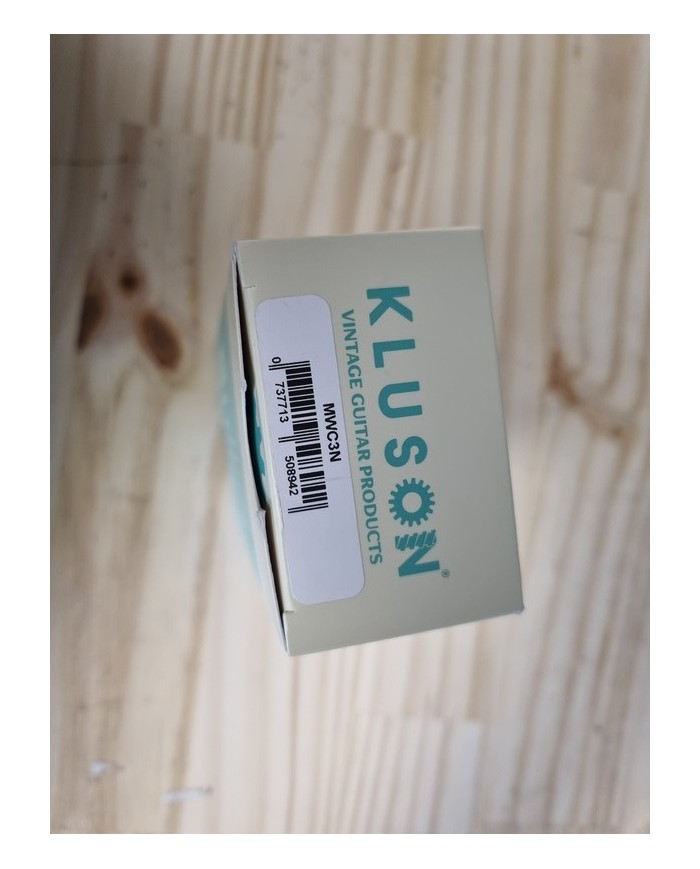 KLUSON®
VINTAGE GUITAR PRODUCTS
MWC3N
0 737713 508942